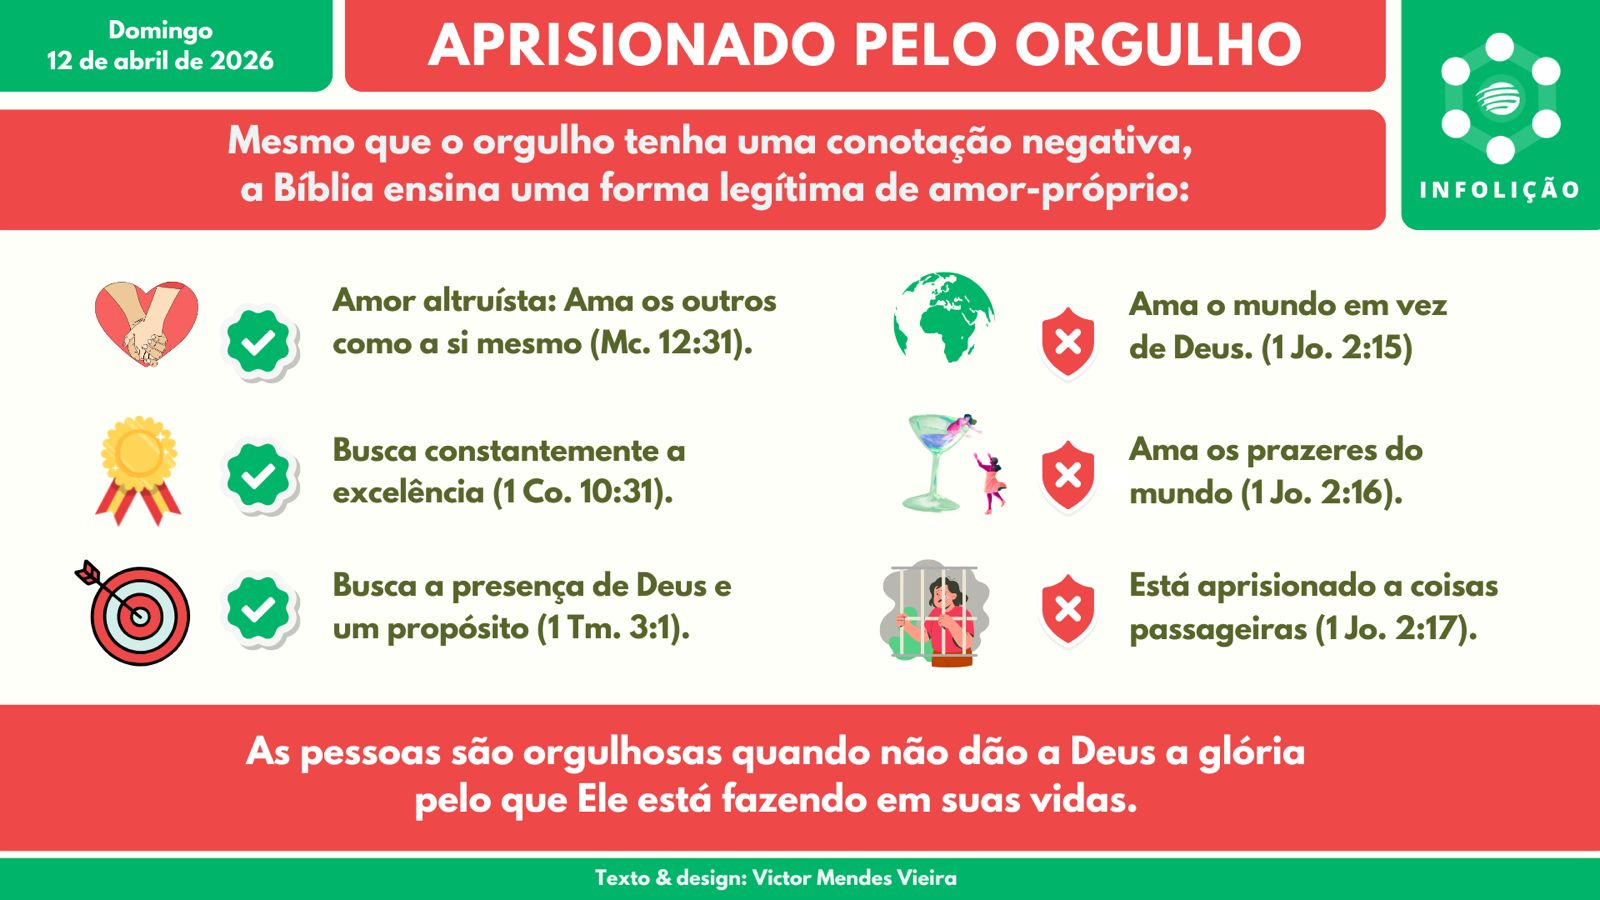 Domingo
12 de abril de 2026
APRISIONADO PELO ORGULHO
INFOLIÇÃO
Mesmo que o orgulho tenha uma conotação negativa,
a Bíblia ensina uma forma legítima de amor-próprio:
Amor altruísta: Ama os outros
como a si mesmo (Mc. 12:31).
Busca constantemente a
excelência (1 Co. 10:31).
Busca a presença de Deus e
um propósito (1 Tm. 3:1).
Ama o mundo em vez
de Deus. (1 Jo. 2:15)
Ama os prazeres do
mundo (1 Jo. 2:16).
Está aprisionado a coisas
passageiras (1 Jo. 2:17).
As pessoas são orgulhosas quando não dão a Deus a glória
pelo que Ele está fazendo em suas vidas.
Texto & design: Victor Mendes Vieira